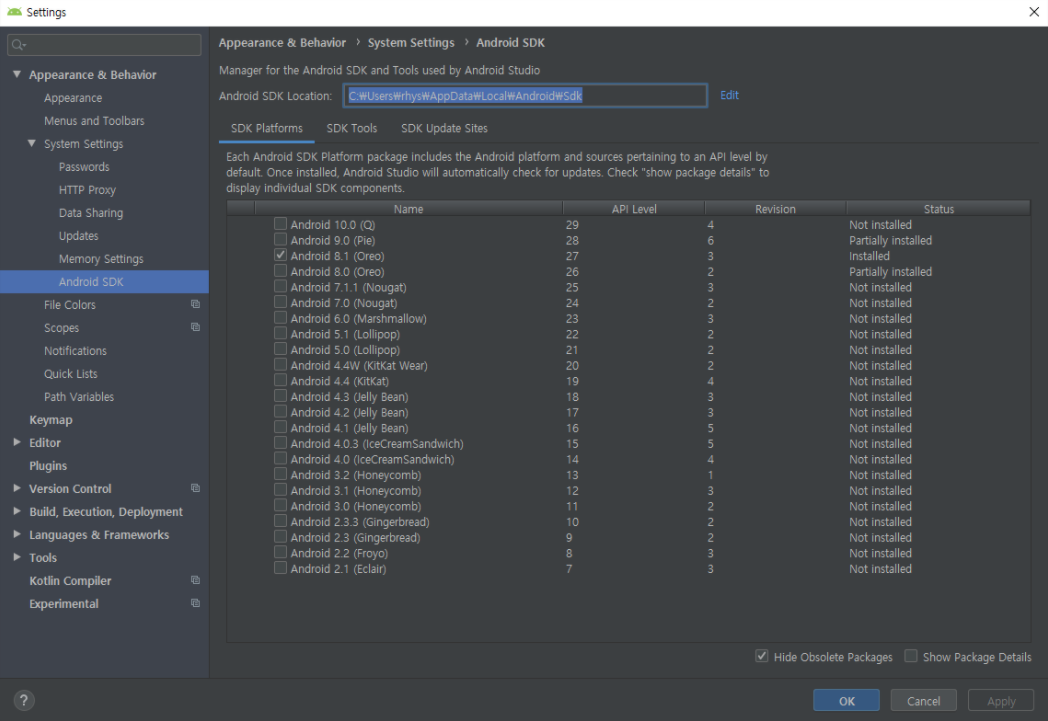 Settings
Appearance & Behavior
Appearance
Menus and Toolbars
System Settings
Passwords
HTTP Proxy
Data Sharing
Updates
Memory Settings
Android SDK
File Colors
Scopes
Notifications
Quick Lists
Path Variables
Keymap
Editor
Plugins
Version Control
Build, Execution, Deployment
Languages & Frameworks
Tools
Kotlin Compiler
Experimental
?
Appearance & Behavior › System Settings › Android SDK
Manager for the Android SDK and Tools used by Android Studio
Android SDK Location: C:₩Users₩rhys₩AppData₩Local₩Android₩Sdk Edit
SDK Platforms SDK Tools SDK Update Sites
Each Android SDK Platform package includes the Android platform and sources pertaining to an API level by
default. Once installed, Android Studio will automatically check for updates. Check "show package details" to
display individual SDK components.
Name API Level Revision Status
Android 10.0 (Q) 29 4 Not installed
Android 9.0 (Pie) 28 6 Partially installed
Android 8.1 (Oreo) 27 3 Installed
Android 8.0 (Oreo) 26 2 Partially installed
Android 7.1.1 (Nougat) 25 3 Not installed
Android 7.0 (Nougat) 24 2 Not installed
Android 6.0 (Marshmallow) 23 3 Not installed
Android 5.1 (Lollipop) 22 2 Not installed
Android 5.0 (Lollipop) 21 2 Not installed
Android 4.4W (KitKat Wear) 20 2 Not installed
Android 4.4 (KitKat) 19 4 Not installed
Android 4.3 (Jelly Bean) 18 3 Not installed
Android 4.2 (Jelly Bean) 17 3 Not installed
Android 4.1 (Jelly Bean) 16 5 Not installed
Android 4.0.3 (IceCreamSandwich) 15 5 Not installed
Android 4.0 (IceCreamSandwich) 14 4 Not installed
Android 3.2 (Honeycomb) 13 1 Not installed
Android 3.1 (Honeycomb) 12 3 Not installed
Android 3.0 (Honeycomb) 11 2 Not installed
Android 2.3.3 (Gingerbread) 10 2 Not installed
Android 2.3 (Gingerbread) 9 2 Not installed
Android 2.2 (Froyo) 8 3 Not installed
Android 2.1 (Eclair) 7 3 Not installed
Hide Obsolete Packages Show Package Details
OK Cancel Apply